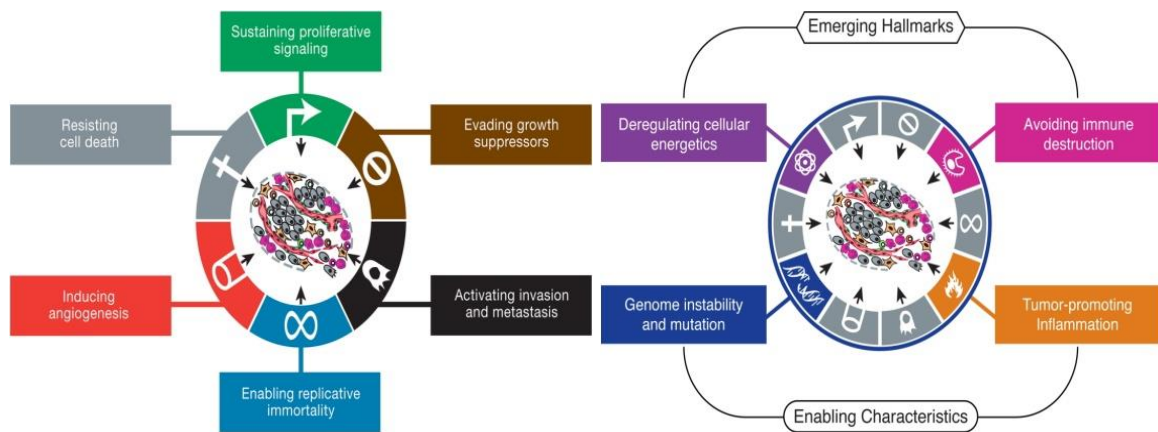 Sustaining proliferative
signaling
Resisting
cell death
Evading growth
suppressors
Inducing
angiogenesis
Activating invasion
and metastasis
Enabling replicative
immortality
Emerging Hallmarks
Deregulating cellular
energetics
Avoiding immune
destruction
Genome instability
and mutation
Tumor-promoting
Inflammation
Enabling Characteristics